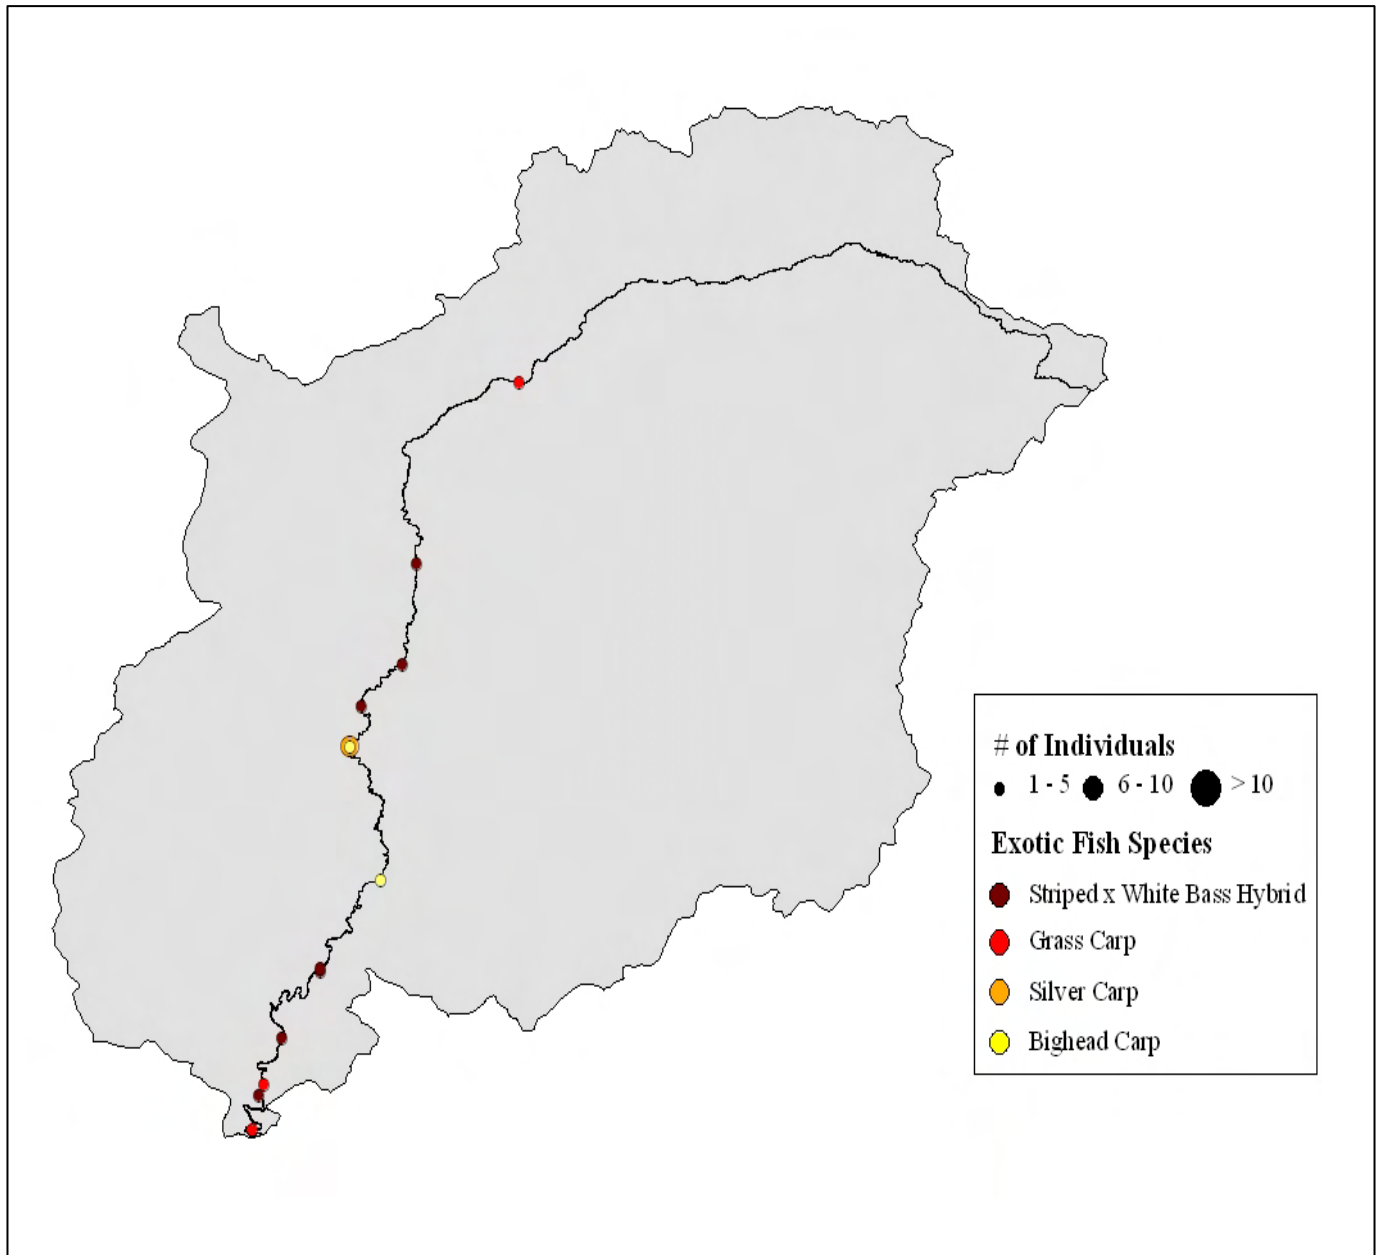 # of Individuals
1 - 5 6 - 10 > 10
Exotic Fish Species
Striped x White Bass Hybrid
Grass Carp
Silver Carp
Bighead Carp